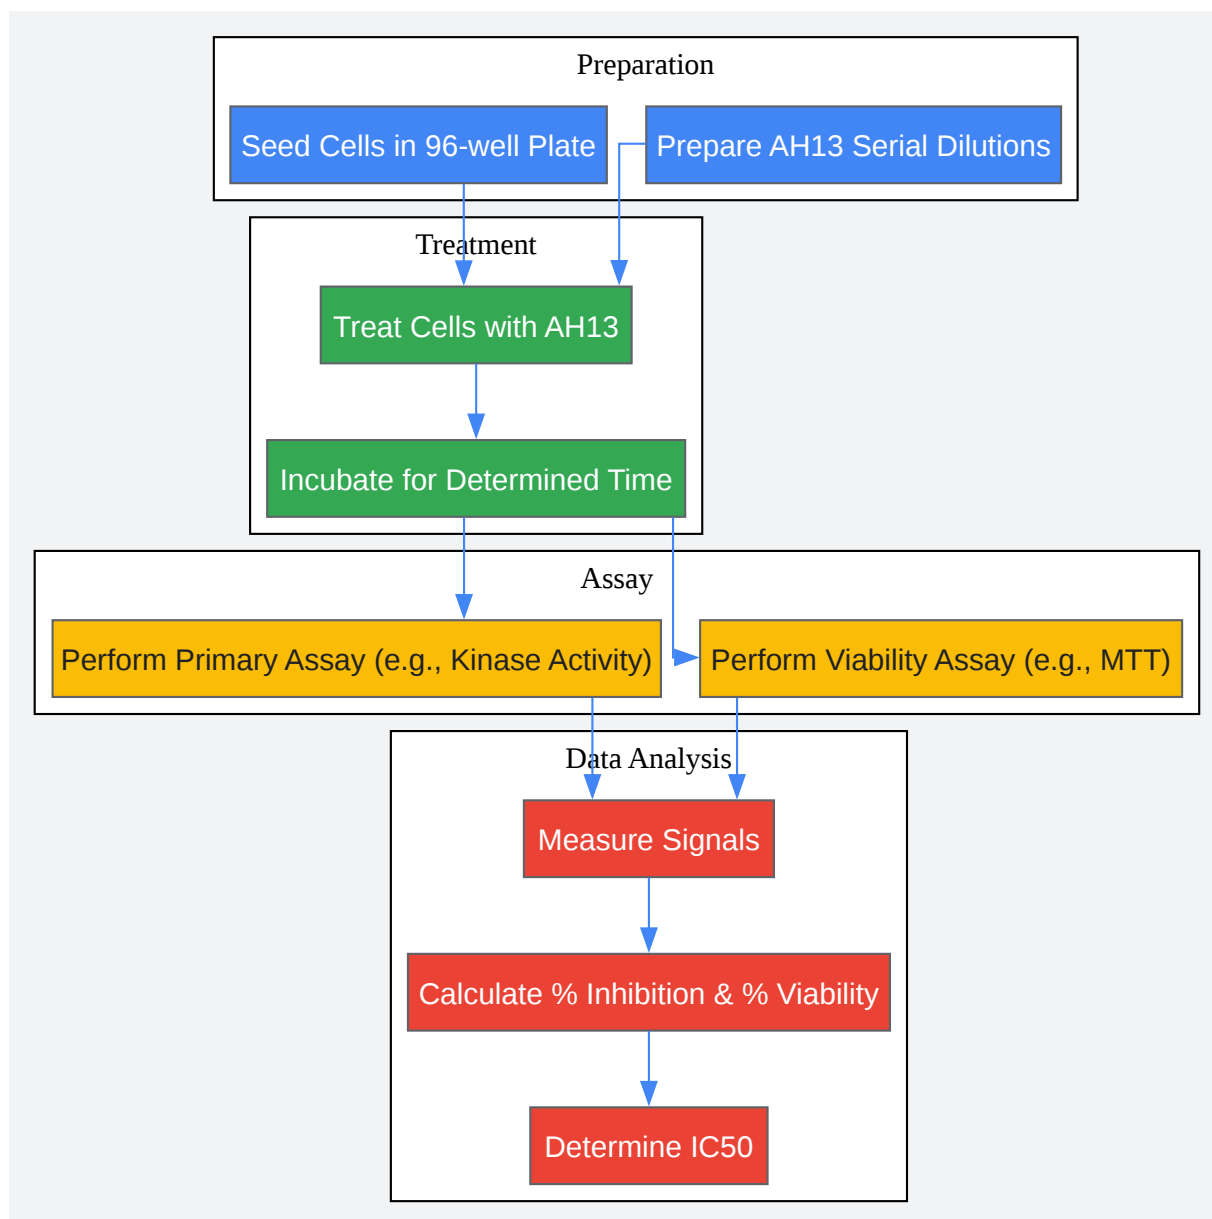 Preparation
Seed Cells in 96-well Plate
Prepare AH13 Serial Dilutions
Treatment
Treat Cells with AH13
Incubate for Determined Time
Assay
Perform Primary Assay (e.g., Kinase Activity)
Perform Viability Assay (e.g., MTT)
Data Analysis
Measure Signals
Calculate % Inhibition & % Viability
Determine IC50